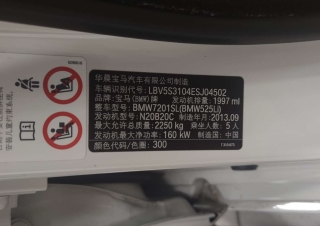 华晨宝马汽车有限公司制造
车辆识别代号: LBV5S3104ESJ04502
品牌: 宝马(BMW)牌 发动机排量: 1997 ml
整车型号: BMW7201SL(BMW525Li)
发动机型号: N20B20C 制造年月: 2013.09
最大允许总质量: 2250 kg 乘坐人数: 5
发动机最大净功率: 160 kW 制造国: 中国
颜色代码/色圈: 300